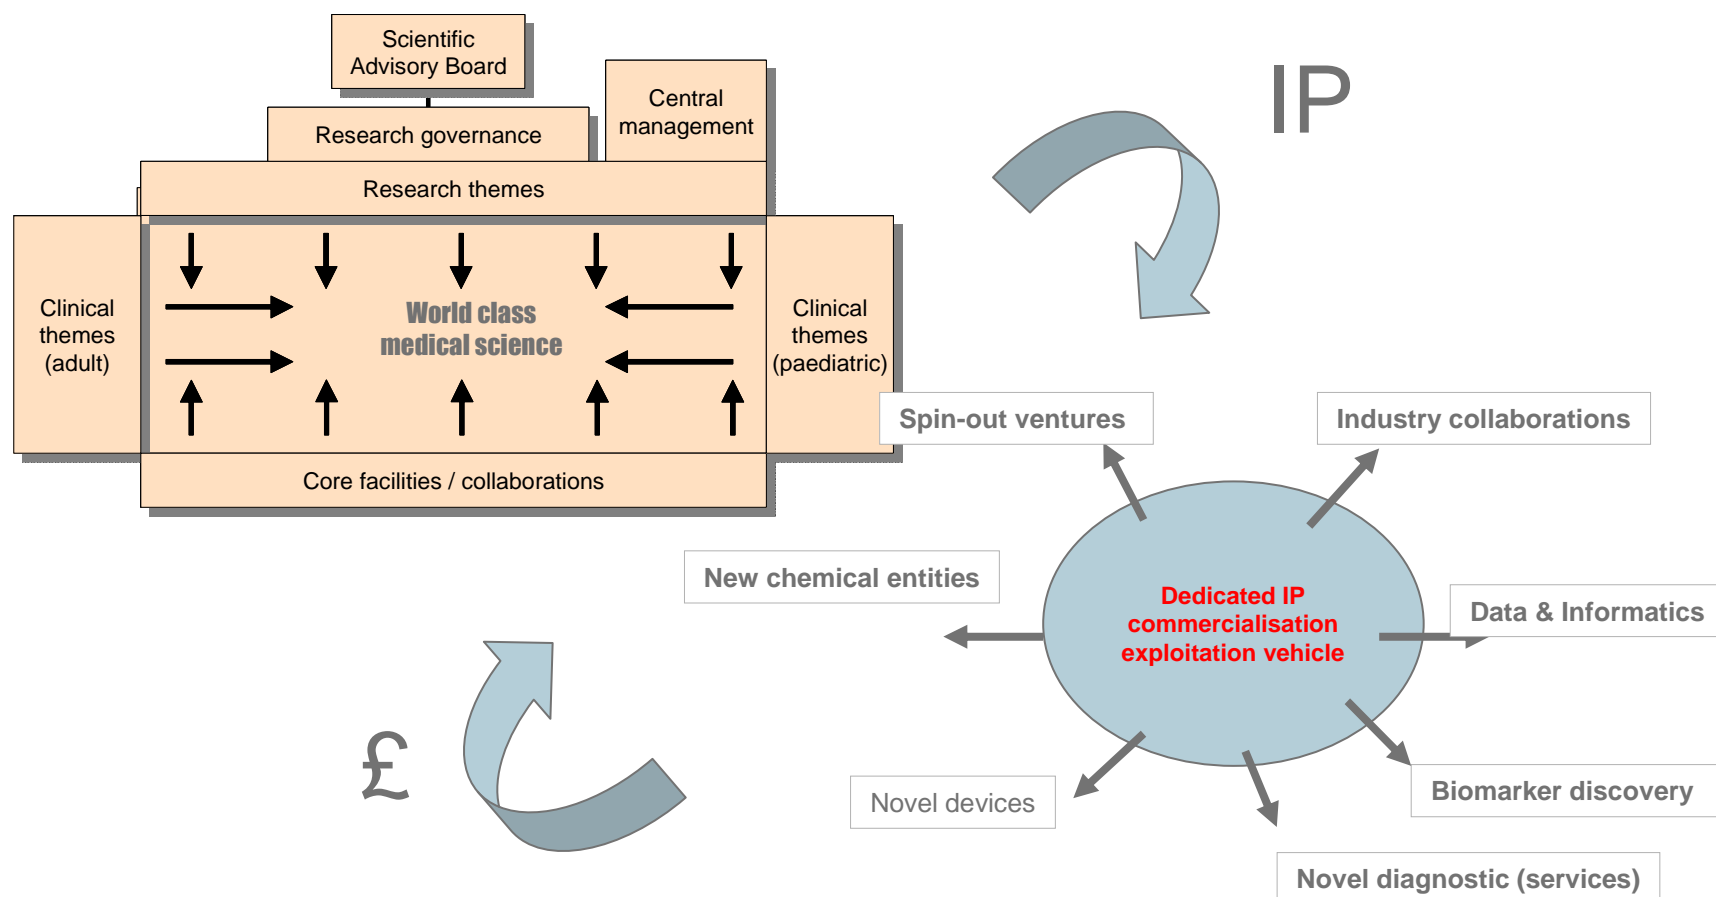 Scientific
Advisory Board
Central
management
Research governance
Research themes
Clinical
themes
(adult)
World class
medical science
Clinical
themes
(paediatric)
Core facilities / collaborations
IP
Spin-out ventures
Industry collaborations
New chemical entities
Dedicated IP
commercialisation
exploitation vehicle
Data & Informatics
£
Novel devices
Biomarker discovery
Novel diagnostic (services)